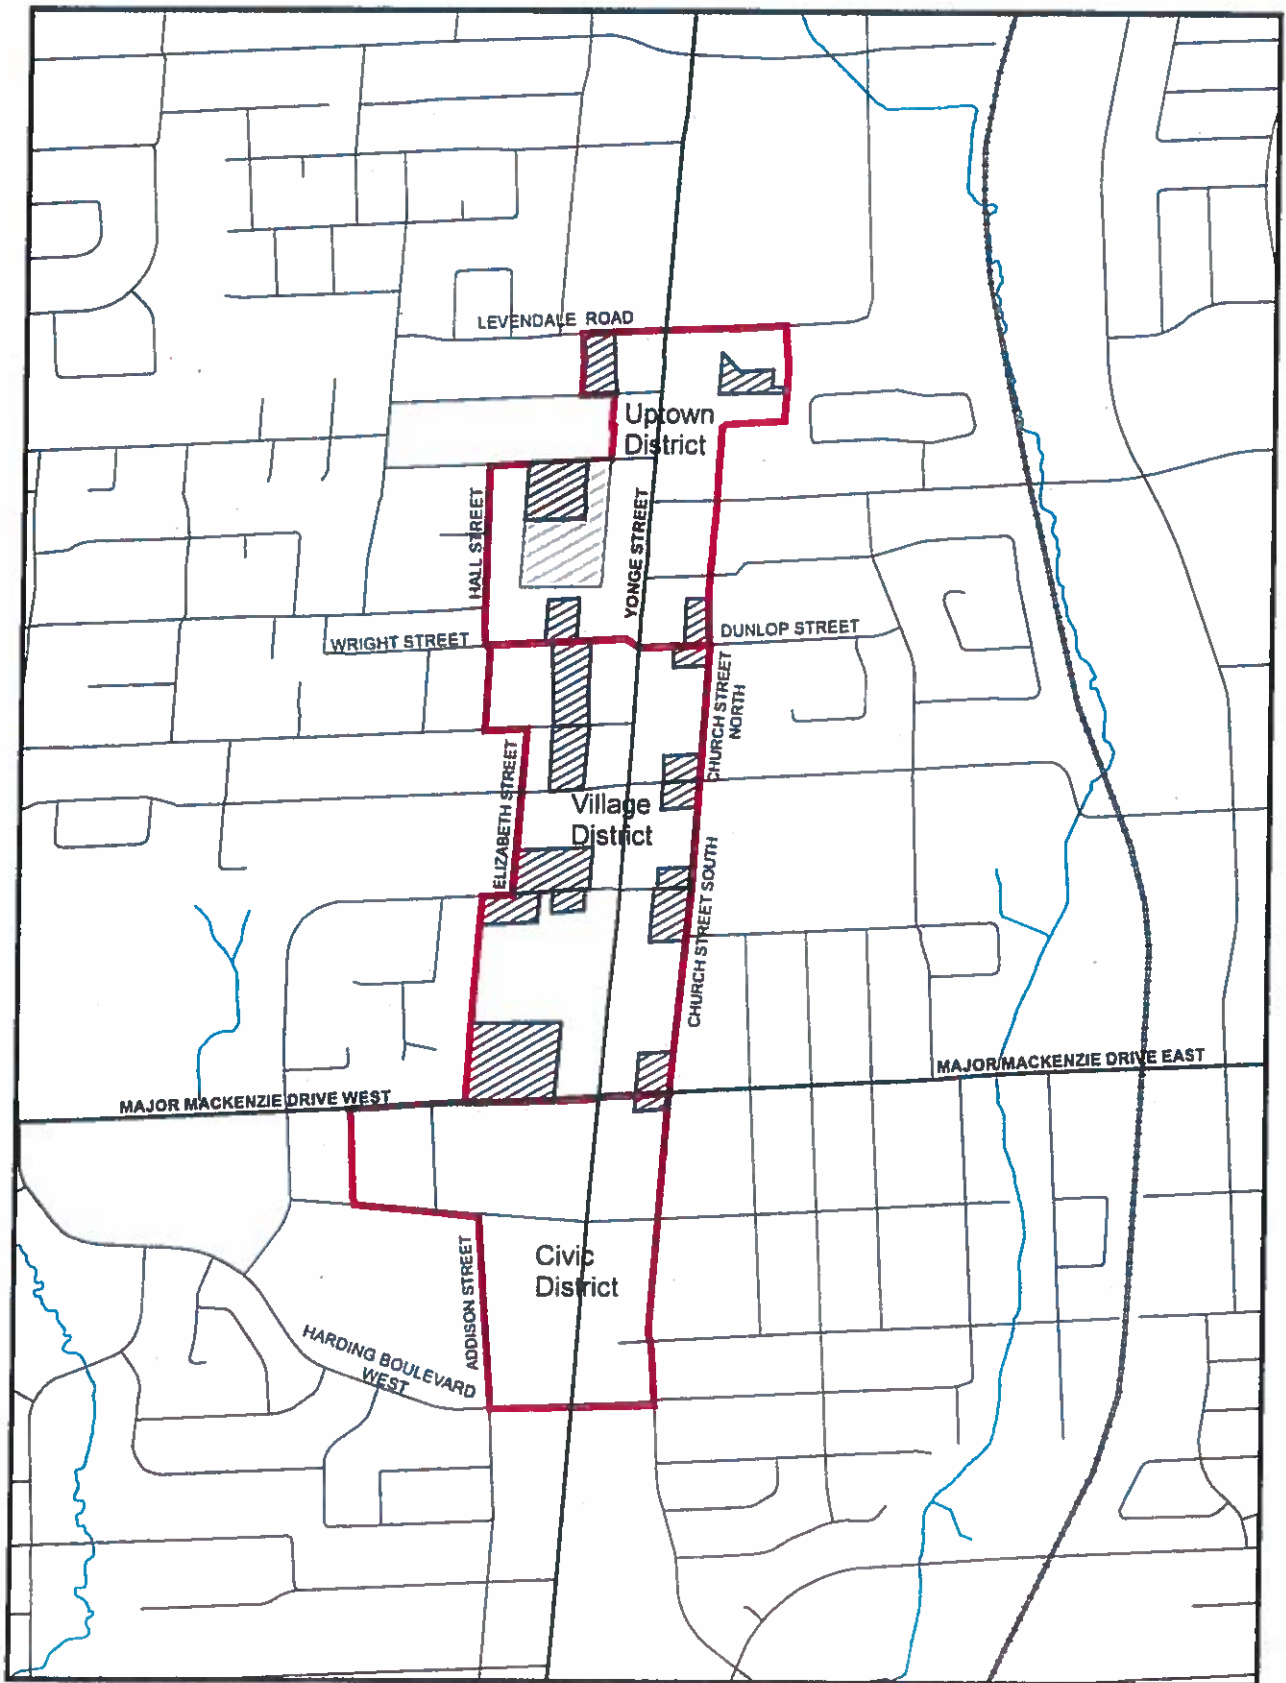 LEVENDALE ROAD
Uptown
District
HALL STREET
YONGE STREET
WRIGHT STREET
DUNLOP STREET
CHURCH STREET
NORTH
ELIZABETH STREET
Village
District
CHURCH STREET SOUTH
MAJOR MACKENZIE DRIVE EAST
MAJOR MACKENZIE DRIVE WEST
Civic
District
ADDISON STREET
HARDING BOULEVARD
WEST